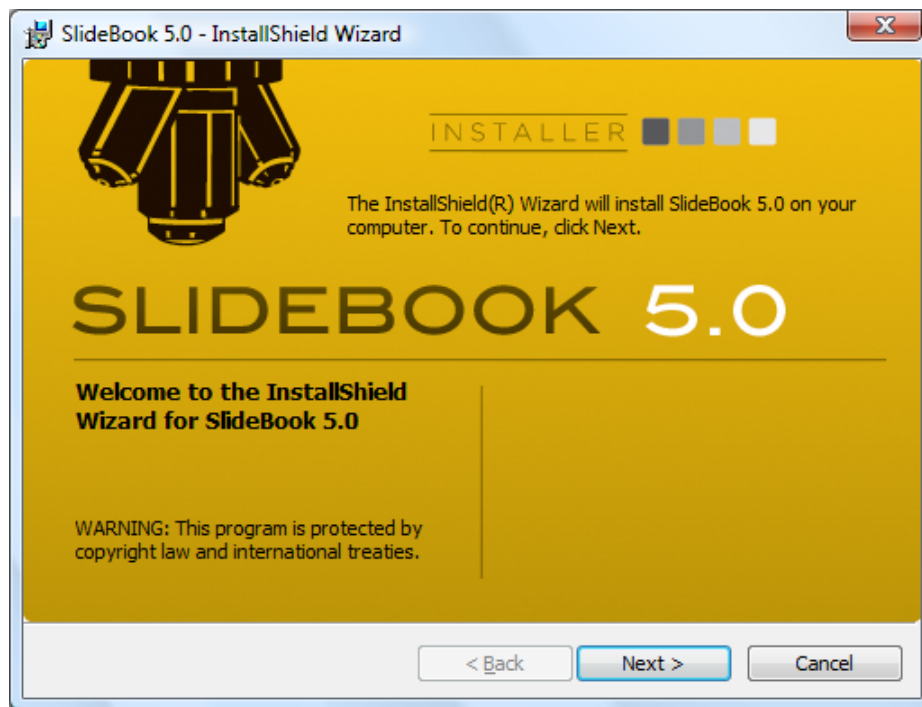 SlideBook 5.0 - InstallShield Wizard
INSTALLER
The InstallShield(R) Wizard will install SlideBook 5.0 on your
computer. To continue, click Next.
SLIDEBOOK 5.0
Welcome to the InstallShield
Wizard for SlideBook 5.0
WARNING: This program is protected by
copyright law and international treaties.
< Back
Next >
Cancel